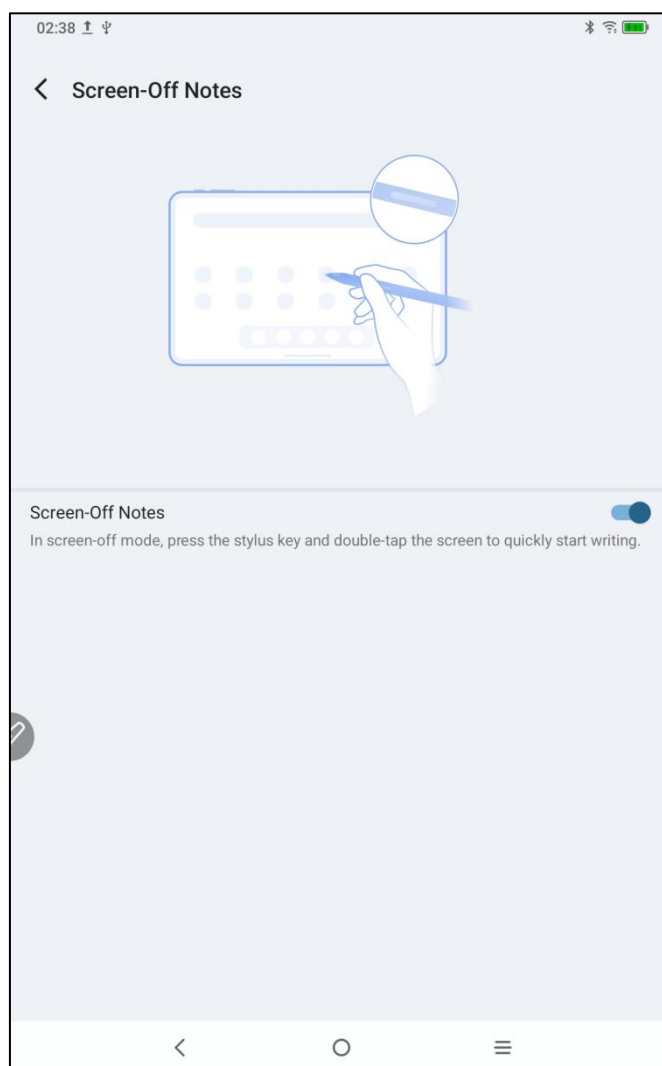 02:38
Screen-Off Notes
Screen-Off Notes
In screen-off mode, press the stylus key and double-tap the screen to quickly start writing.